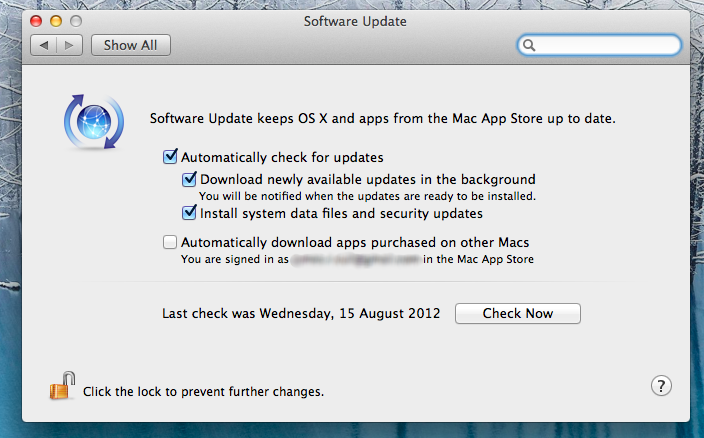 Software Update
Show All
Software Update keeps OS X and apps from the Mac App Store up to date.
Automatically check for updates
Download newly available updates in the background
You will be notified when the updates are ready to be installed.
Install system data files and security updates
Automatically download apps purchased on other Macs
You are signed in as in the Mac App Store
Last check was Wednesday, 15 August 2012 Check Now
Click the lock to prevent further changes. ?